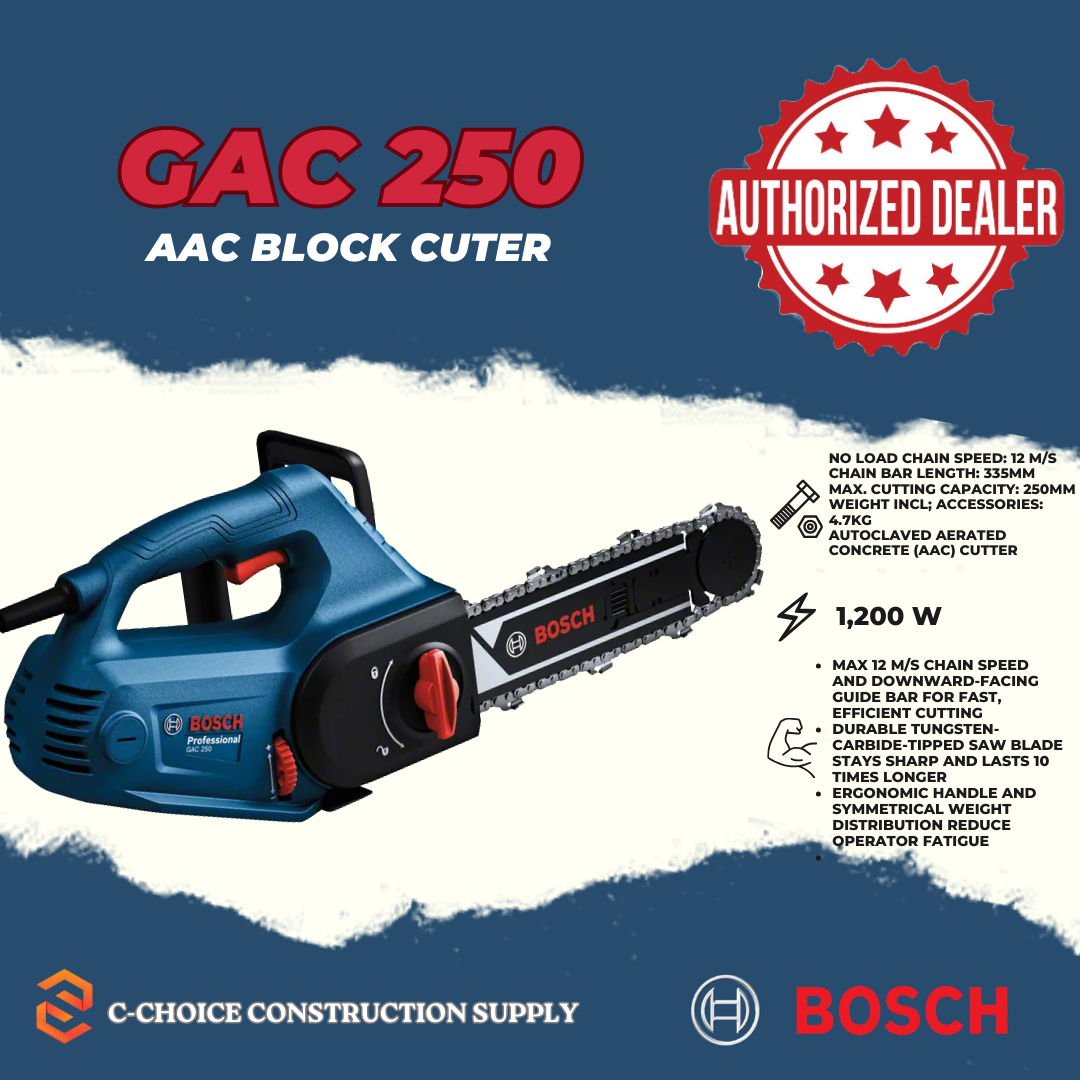 GAC 250
AAC BLOCK CUTER
AUTHORIZED DEALER
NO LOAD CHAIN SPEED: 12 M/S
CHAIN BAR LENGTH: 335MM
MAX. CUTTING CAPACITY: 250MM
WEIGHT INCL; ACCESSORIES:
4.7KG
AUTOCLAVED AERATED
CONCRETE (AAC) CUTTER
1,200 W
• MAX 12 M/S CHAIN SPEED
AND DOWNWARD-FACING
GUIDE BAR FOR FAST,
EFFICIENT CUTTING
• DURABLE TUNGSTEN-
CARBIDE-TIPPED SAW BLADE
STAYS SHARP AND LASTS 10
TIMES LONGER
• ERGONOMIC HANDLE AND
SYMMETRICAL WEIGHT
DISTRIBUTION REDUCE
OPERATOR FATIGUE
•
BOSCH
BOSCH
Professional
GAC 250
C-CHOICE CONSTRUCTION SUPPLY
BOSCH